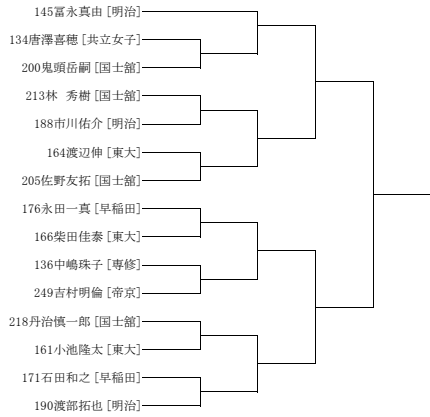 145冨永真由 [明治]
134唐澤喜穂 [共立女子]
200鬼頭岳嗣 [国士舘]
213林 秀樹 [国士舘]
188市川佑介 [明治]
164渡辺伸 [東大]
205佐野友拓 [国士舘]
176永田一真 [早稲田]
166柴田佳泰 [東大]
136中嶋珠子 [専修]
249吉村明倫 [帝京]
218丹治慎一郎 [国士舘]
161小池隆太 [東大]
171石田和之 [早稲田]
190渡部拓也 [明治]